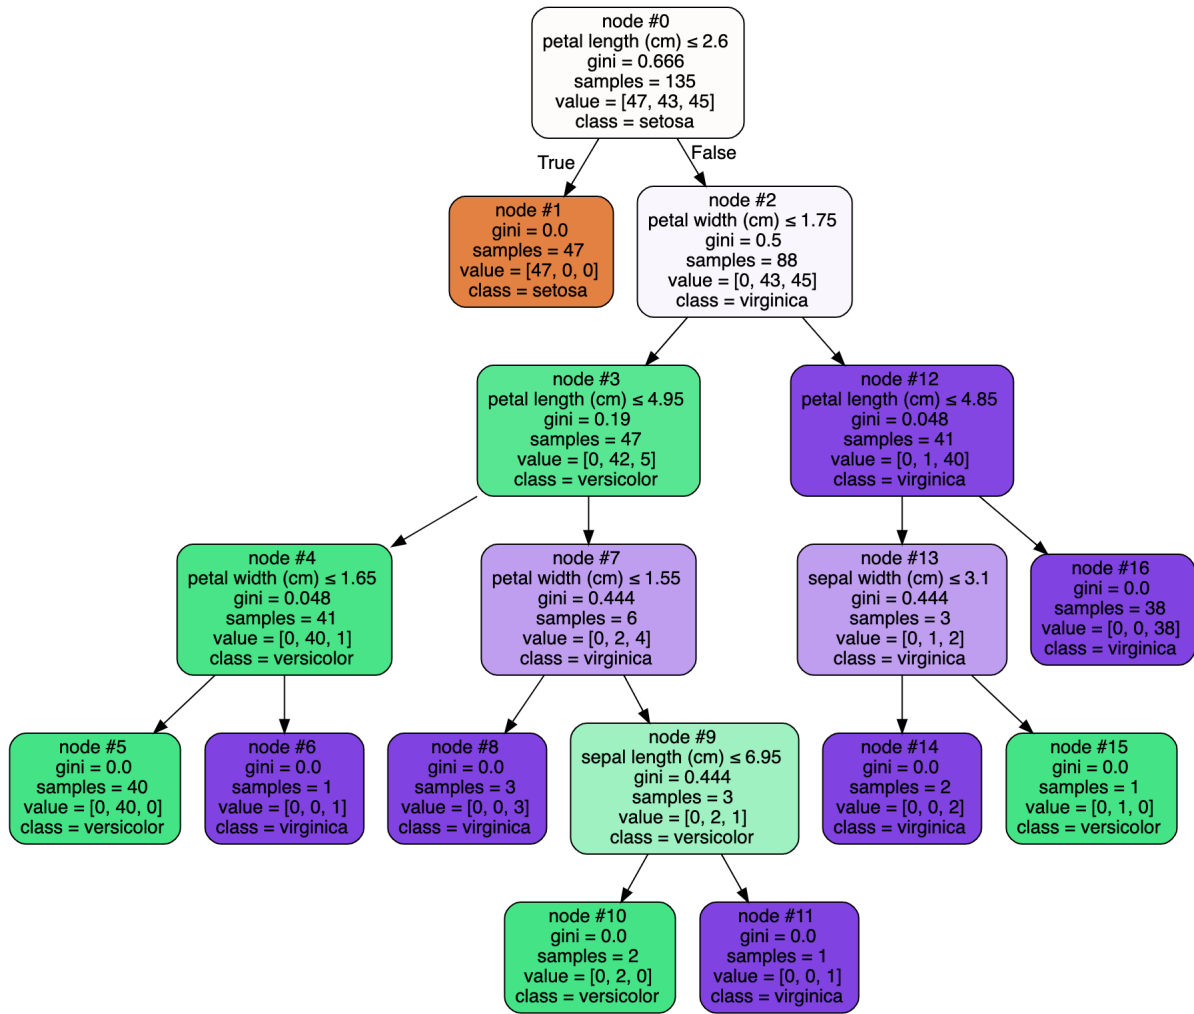 node #0
petal length (cm) ≤ 2.6
gini = 0.666
samples = 135
value = [47, 43, 45]
class = setosa
True
False
node #1
gini = 0.0
samples = 47
value = [47, 0, 0]
class = setosa
node #2
petal width (cm) ≤ 1.75
gini = 0.5
samples = 88
value = [0, 43, 45]
class = virginica
node #3
petal length (cm) ≤ 4.95
gini = 0.19
samples = 47
value = [0, 42, 5]
class = versicolor
node #12
petal length (cm) ≤ 4.85
gini = 0.048
samples = 41
value = [0, 1, 40]
class = virginica
node #4
petal width (cm) ≤ 1.65
gini = 0.048
samples = 41
value = [0, 40, 1]
class = versicolor
node #7
petal width (cm) ≤ 1.55
gini = 0.444
samples = 6
value = [0, 2, 4]
class = virginica
node #13
sepal width (cm) ≤ 3.1
gini = 0.444
samples = 3
value = [0, 1, 2]
class = virginica
node #16
gini = 0.0
samples = 38
value = [0, 0, 38]
class = virginica
node #5
gini = 0.0
samples = 40
value = [0, 40, 0]
class = versicolor
node #6
gini = 0.0
samples = 1
value = [0, 0, 1]
class = virginica
node #8
gini = 0.0
samples = 3
value = [0, 0, 3]
class = virginica
node #9
sepal length (cm) ≤ 6.95
gini = 0.444
samples = 3
value = [0, 2, 1]
class = versicolor
node #14
gini = 0.0
samples = 2
value = [0, 0, 2]
class = virginica
node #15
gini = 0.0
samples = 1
value = [0, 1, 0]
class = versicolor
node #10
gini = 0.0
samples = 2
value = [0, 2, 0]
class = versicolor
node #11
gini = 0.0
samples = 1
value = [0, 0, 1]
class = virginica